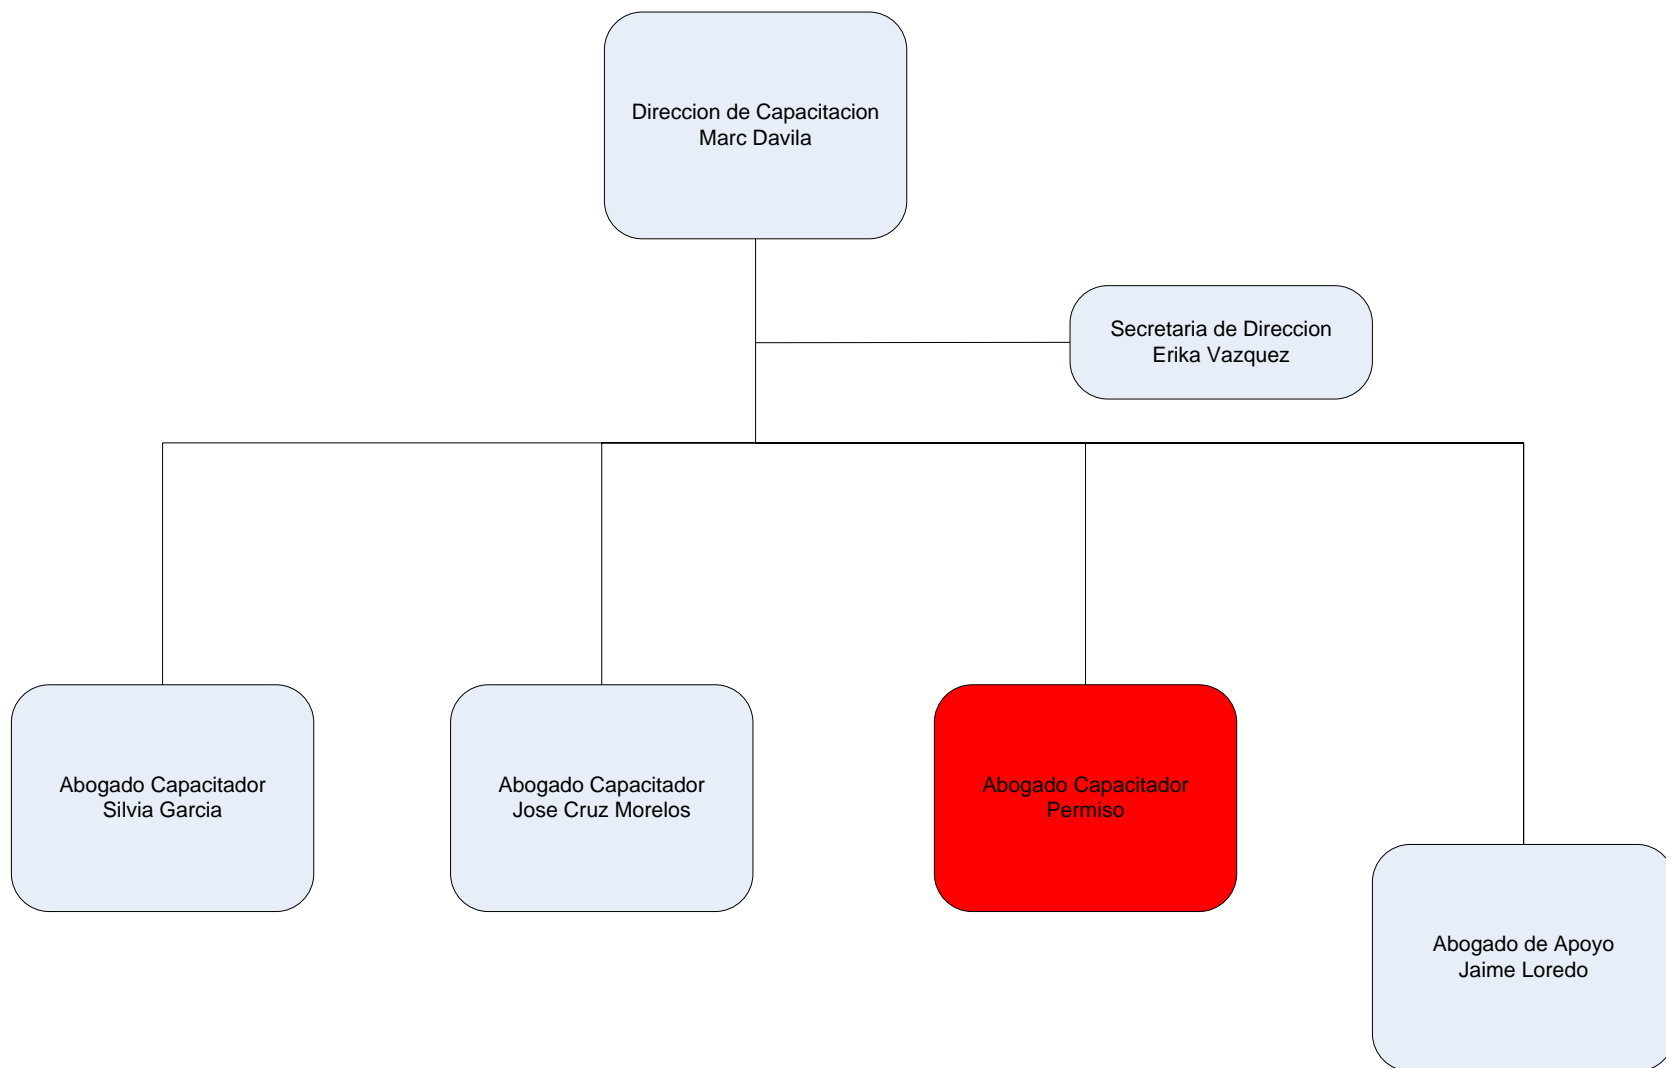 Direccion de Capacitacion
Marc Davila
Secretaria de Direccion
Erika Vazquez
Abogado Capacitador
Silvia Garcia
Abogado Capacitador
Jose Cruz Morelos
Abogado Capacitador
Permiso
Abogado de Apoyo
Jaime Loredo